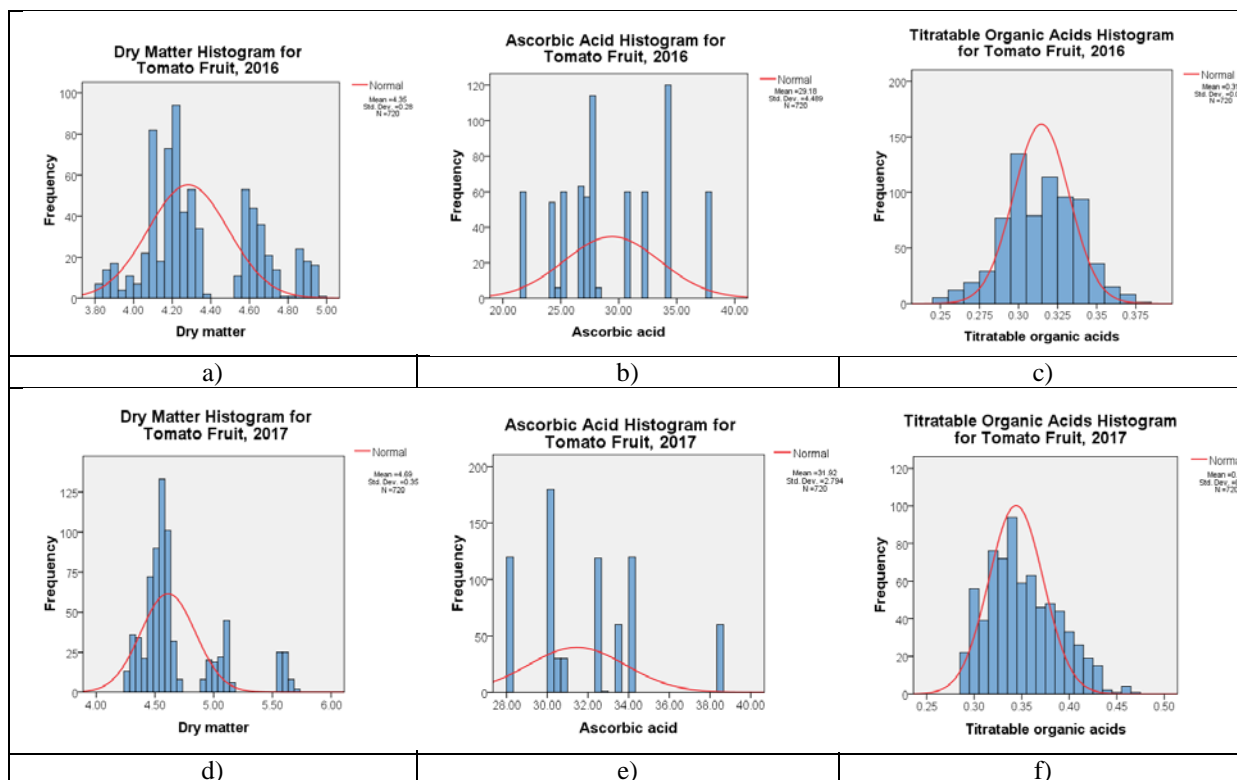 Dry Matter Histogram for
Tomato Fruit, 2016
Normal
Mean =4.35
Std. Dev. =0.28
N =720
100
80
60
40
20
0
Frequency
3.80 4.00 4.20 4.40 4.60 4.80 5.00
Dry matter
Ascorbic Acid Histogram for
Tomato Fruit, 2016
Normal
Mean =29.18
Std. Dev. =4.489
N =720
120
100
80
60
40
20
0
Frequency
20.00 25.00 30.00 35.00 40.00
Ascorbic acid
Titratable Organic Acids Histogram
for Tomato Fruit, 2016
Normal
Std. Dev.
N =720
200
150
100
50
0
Frequency
0.25 0.275 0.30 0.325 0.35 0.375
Titratable organic acids
a) b) c)
Dry Matter Histogram for
Tomato Fruit, 2017
Normal
Mean =4.69
Std. Dev. =0.35
N =720
125
100
75
50
25
0
Frequency
4.00 4.50 5.00 5.50 6.00
Dry matter
Ascorbic Acid Histogram for
Tomato Fruit, 2017
Normal
Mean =31.92
Std. Dev. =2.794
N =720
200
150
100
50
0
Frequency
28.00 30.00 32.00 34.00 36.00 38.00 40.00
Ascorbic acid
Titratable Organic Acids Histogram
for Tomato Fruit, 2017
Std. Dev.
120
100
80
60
40
20
0
Frequency
0.25 0.30 0.35 0.40 0.45 0.50
Titratable organic acids
d) e) f)